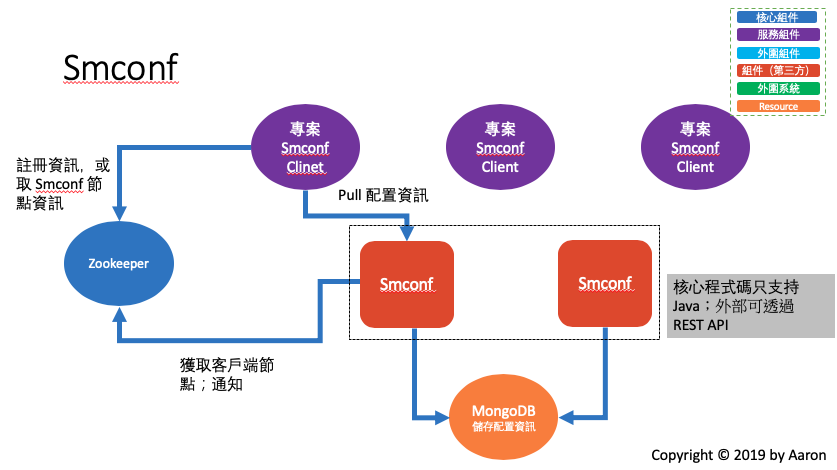 Smconf
核心組件
服務組件
外圍組件
組件（第三方）
外圍系統
Resource
專案
Smconf
Clinet
專案
Smconf
Client
專案
Smconf
Client
註冊資訊，或
取 Smconf 節
點資訊
Pull 配置資訊
Zookeeper
Smconf
Smconf
核心程式碼只支持
Java；外部可透過
REST API
獲取客戶端節
點；通知
MongoDB
儲存配置資訊
Copyright © 2019 by Aaron